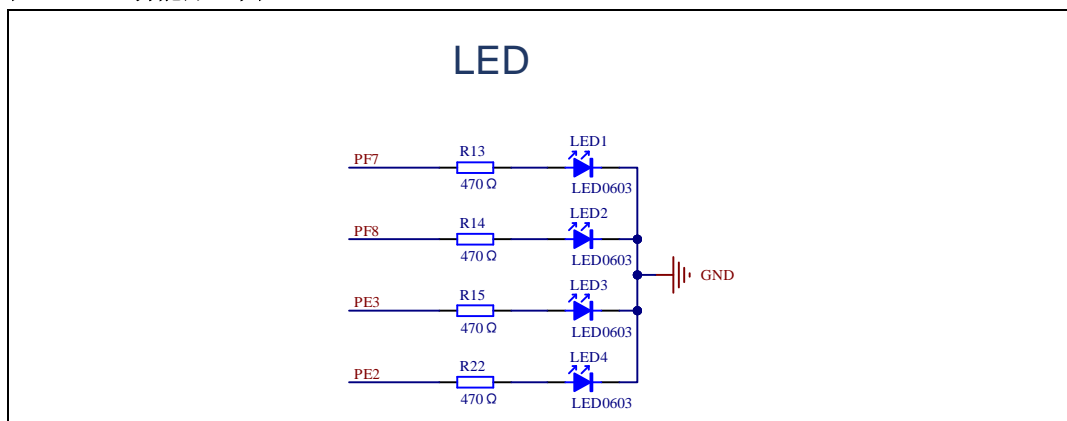 LED
LED1
R13
PF7
470Ω
LED0603
LED2
R14
PF8
470Ω
LED0603
GND
LED3
R15
PE3
470Ω
LED0603
LED4
R22
PE2
470Ω
LED0603